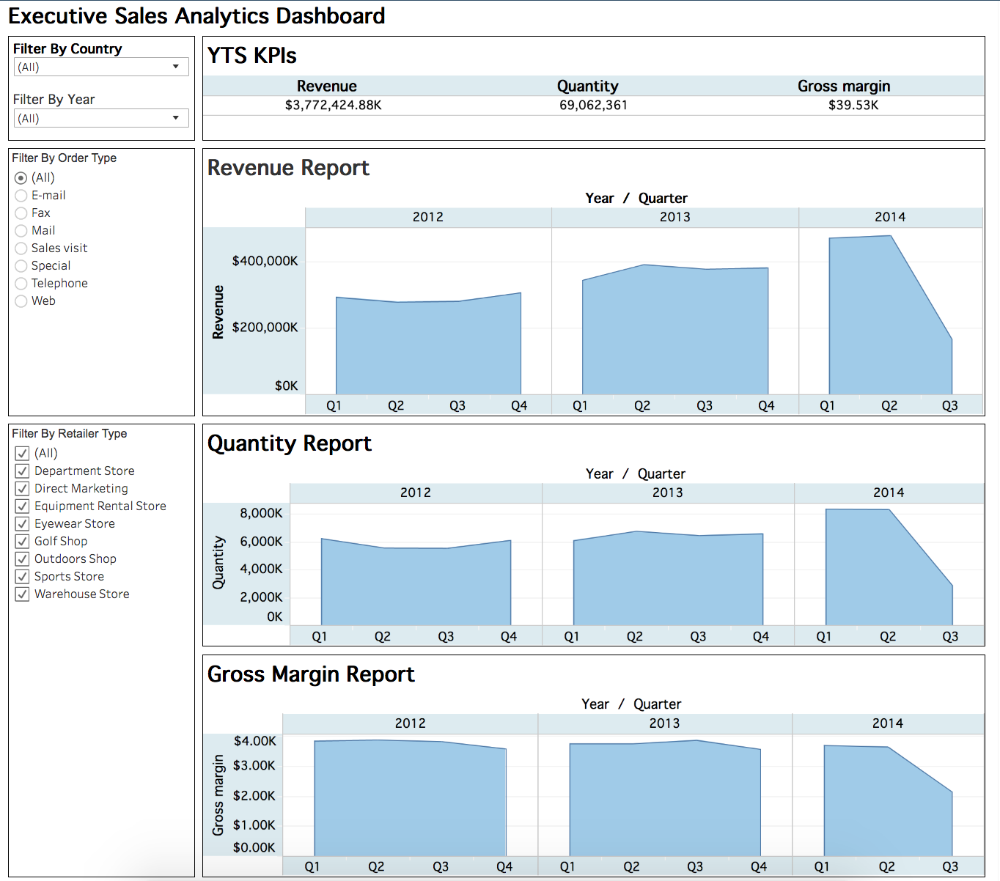 Executive Sales Analytics Dashboard
Filter By Country
(All)
Filter By Year
(All)
YTS KPIs
Revenue Quantity Gross margin
$3,772,424.88K 69,062,361 $39.53K
Filter By Order Type
(All)
E-mail
Fax
Mail
Sales visit
Special
Telephone
Web
Revenue Report
Year / Quarter
2012 2013 2014
Revenue
$400,000K
$200,000K
$0K
Q1 Q2 Q3 Q4 Q1 Q2 Q3 Q4 Q1 Q2 Q3
Filter By Retailer Type
(All)
Department Store
Direct Marketing
Equipment Rental Store
Eyewear Store
Golf Shop
Outdoors Shop
Sports Store
Warehouse Store
Quantity Report
Year / Quarter
2012 2013 2014
Quantity
8,000K
6,000K
4,000K
2,000K
0K
Q1 Q2 Q3 Q4 Q1 Q2 Q3 Q4 Q1 Q2 Q3
Gross Margin Report
Year / Quarter
2012 2013 2014
Gross margin
$4.00K
$3.00K
$2.00K
$1.00K
$0.00K
Q1 Q2 Q3 Q4 Q1 Q2 Q3 Q4 Q1 Q2 Q3